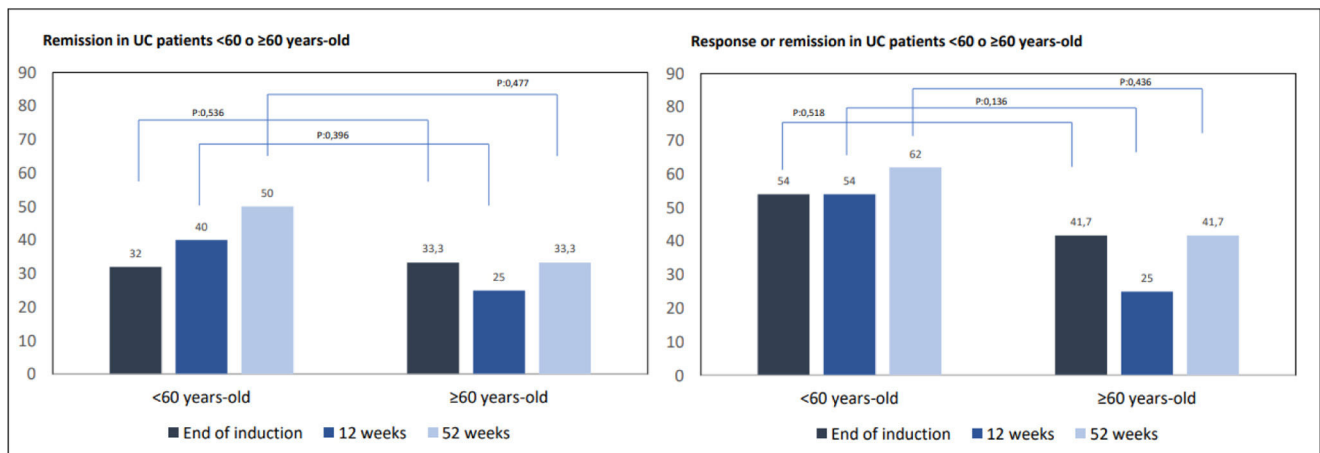 Remission in UC patients <60 o ≥60 years-old
90
80
70
60
50
40
30
20
10
0
P:0,477
P:0,536
P:0,396
32
40
50
33,3
25
33,3
<60 years-old
≥60 years-old
End of induction
12 weeks
52 weeks
Response or remission in UC patients <60 o ≥60 years-old
90
80
70
60
50
40
30
20
10
0
P:0,436
P:0,518
P:0,136
54
54
62
41,7
25
41,7
<60 years-old
≥60 years-old
End of induction
12 weeks
52 weeks